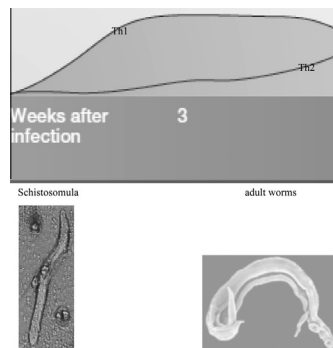 Th1
Th2
Weeks after 3
infection
Schistosomula adult worms